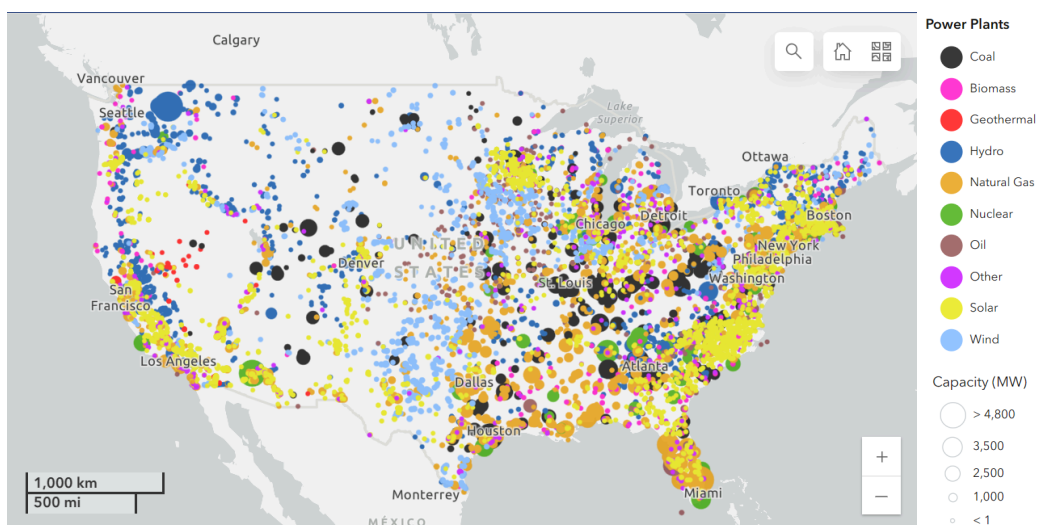 Calgary
Vancouver
Seattle
Lake
Superior
Ottawa
Toronto
Boston
Chicago
Detroit
New York
Philadelphia
UNITED
STATES
Denver
St. Louis
Washington
San
Francisco
Los Angeles
Atlanta
Dallas
Houston
Monterrey
Miami
MÉXICO
1,000 km
500 mi
+
−
Power Plants
Coal
Biomass
Geothermal
Hydro
Natural Gas
Nuclear
Oil
Other
Solar
Wind
Capacity (MW)
> 4,800
3,500
2,500
1,000
< 1